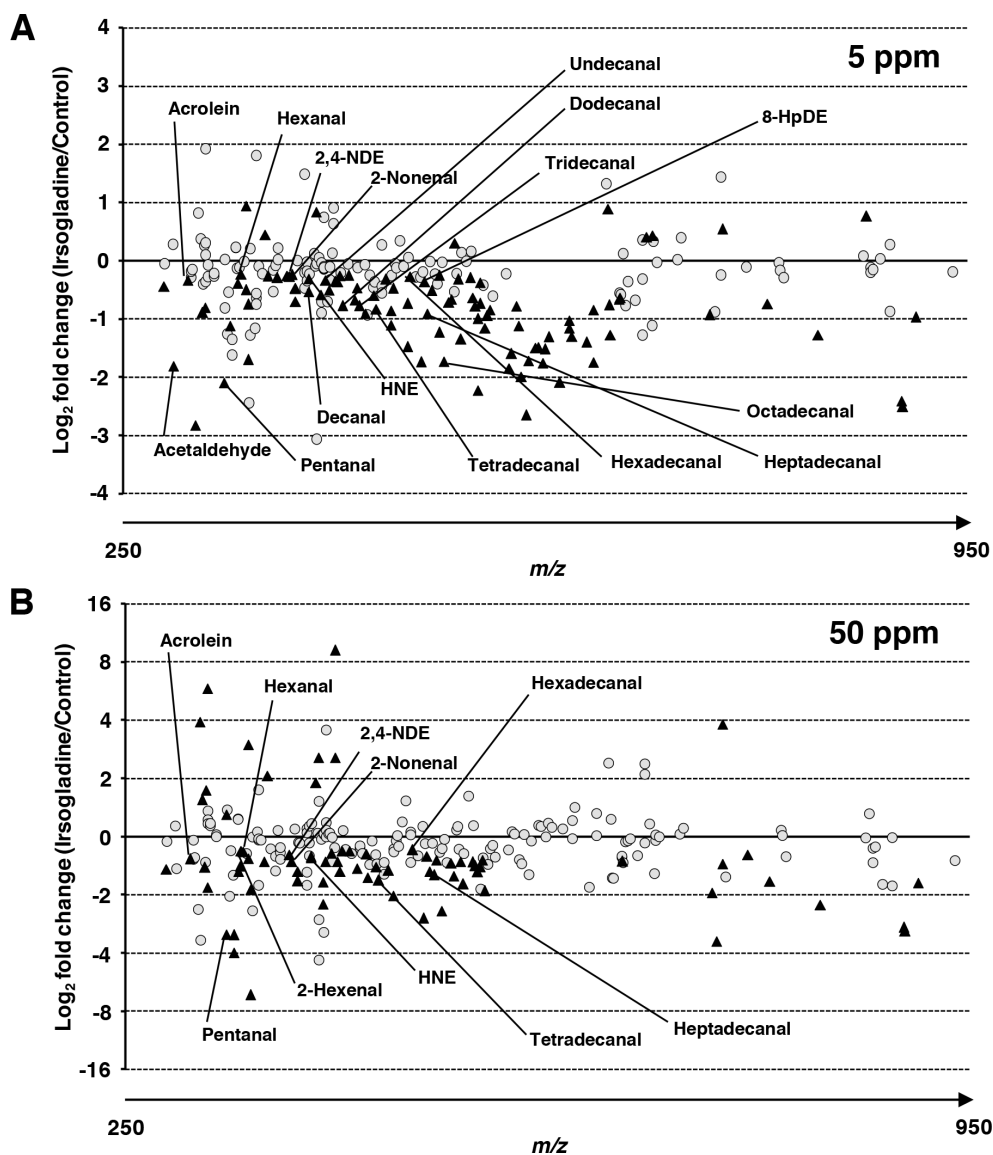 A
4
5 ppm
Undecanal
3
Dodecanal
Acrolein
8-HpDE
Hexanal
2
2,4-NDE
Tridecanal
2-Nonenal
1
0
-1
-2
HNE
Octadecanal
Decanal
-3
Acetaldehyde
Pentanal
Tetradecanal
Hexadecanal
Heptadecanal
-4
Log2 fold change (Irsogladine/Control)
250
950
m/z
B
16
50 ppm
Acrolein
8
Hexanal
Hexadecanal
4
2,4-NDE
2-Nonenal
2
0
-2
-4
HNE
2-Hexenal
-8
Pentanal
Heptadecanal
Tetradecanal
-16
Log2 fold change (Irsogladine/Control)
250
950
m/z